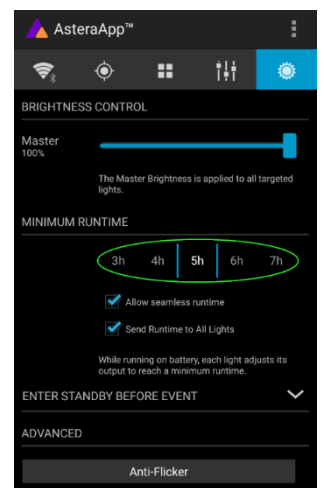 AsteraApp™
BRIGHTNESS CONTROL
Master
100%
The Master Brightness is applied to all targeted
lights.
MINIMUM RUNTIME
3h 4h 5h 6h 7h
Allow seamless runtime
Send Runtime to All Lights
While running on battery, each light adjusts its
output to reach a minimum runtime.
ENTER STANDBY BEFORE EVENT
ADVANCED
Anti-Flicker